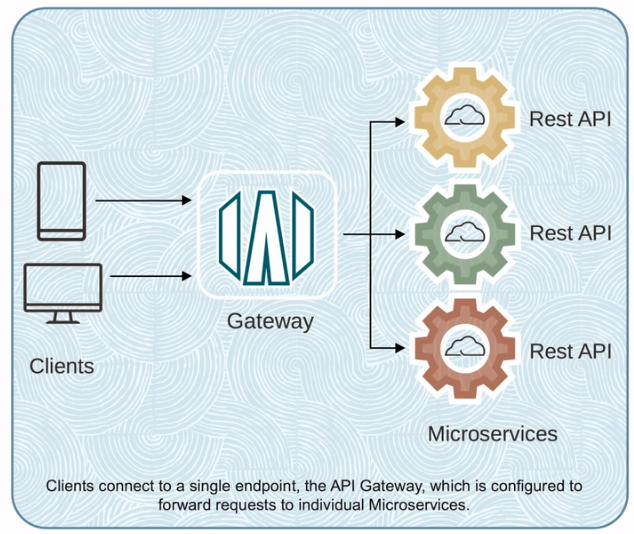 Rest API
Rest API
Gateway
Clients
Rest API
Microservices
Clients connect to a single endpoint, the API Gateway, which is configured to
forward requests to individual Microservices.